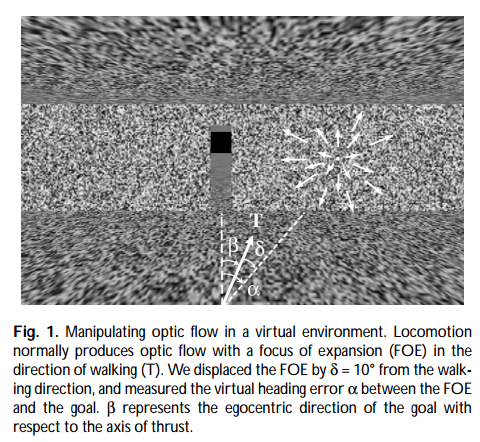 T
β
δ
α
Fig. 1. Manipulating optic flow in a virtual environment. Locomotion
normally produces optic flow with a focus of expansion (FOE) in the
direction of walking (T). We displaced the FOE by δ = 10° from the walk-
ing direction, and measured the virtual heading error α between the FOE
and the goal. β represents the egocentric direction of the goal with
respect to the axis of thrust.